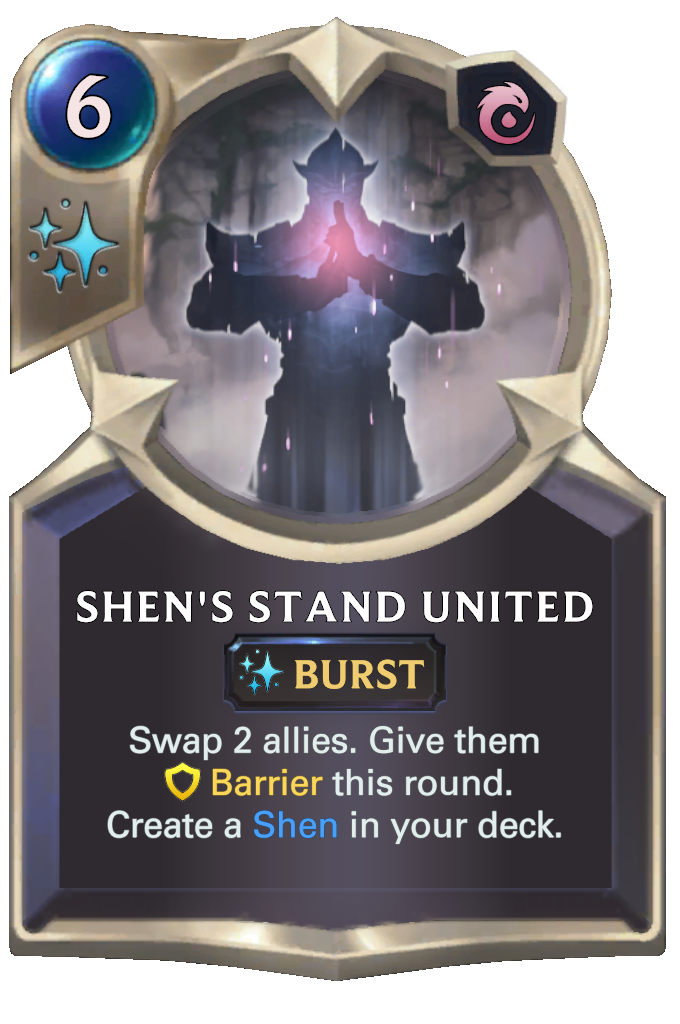 6
SHEN'S STAND UNITED
BURST
Swap 2 allies. Give them
Barrier this round.
Create a Shen in your deck.